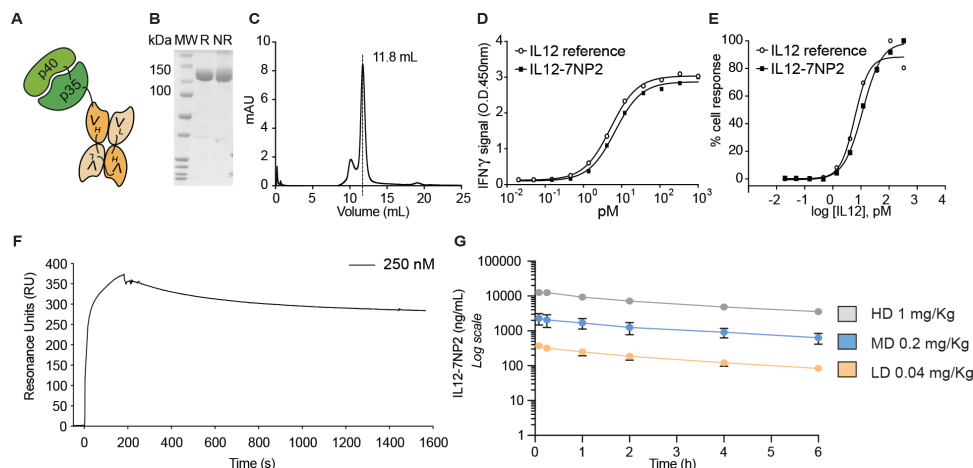 A
p40
p35
V
H
V
L
V
L
V
H
B
kDa
MW R NR
150
100
C
11.8 mL
mAU
10
8
6
4
2
0
0 5 10 15 20 25
Volume (mL)
D
IL12 reference
IL12-7NP2
IFNγ signal (O.D.450nm)
4
3
2
1
0
10-2 10-1 100 101 102 103
pM
E
IL12 reference
IL12-7NP2
% cell response
100
80
60
40
20
0
-2 0 2 4
log [IL12], pM
F
250 nM
Resonance Units (RU)
400
350
300
250
200
150
100
50
0
0 200 400 600 800 1000 1200 1400 1600
Time (s)
G
IL12-7NP2 (ng/mL)
Log scale
100000
10000
1000
100
10
1
0 1 2 3 4 5 6
Time (h)
HD 1 mg/Kg
MD 0.2 mg/Kg
LD 0.04 mg/Kg